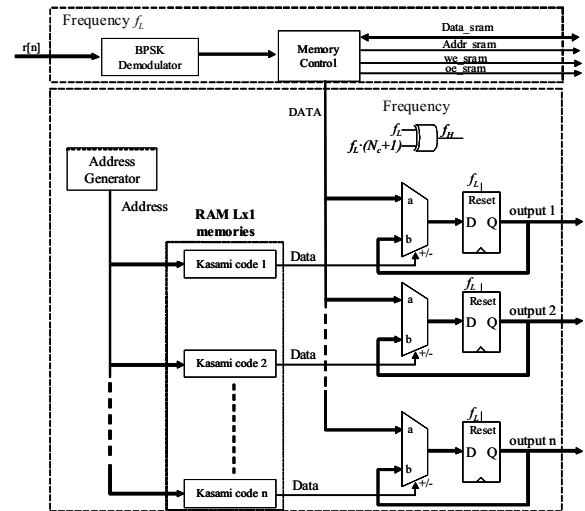 Frequency f_L
r[n]
BPSK
Demodulator
Memory
Control
Data_sram
Addr_sram
we_sram
oe_sram
DATA
Frequency
f_L
f_L·(N_c+1)
f_H
Address
Generator
Address
RAM Lx1
memories
Kasami code 1
Data
a
b
+/-
f_L
Reset
D Q
output 1
Kasami code 2
Data
a
b
+/-
f_L
Reset
D Q
output 2
Kasami code n
Data
a
b
+/-
f_L
Reset
D Q
output n